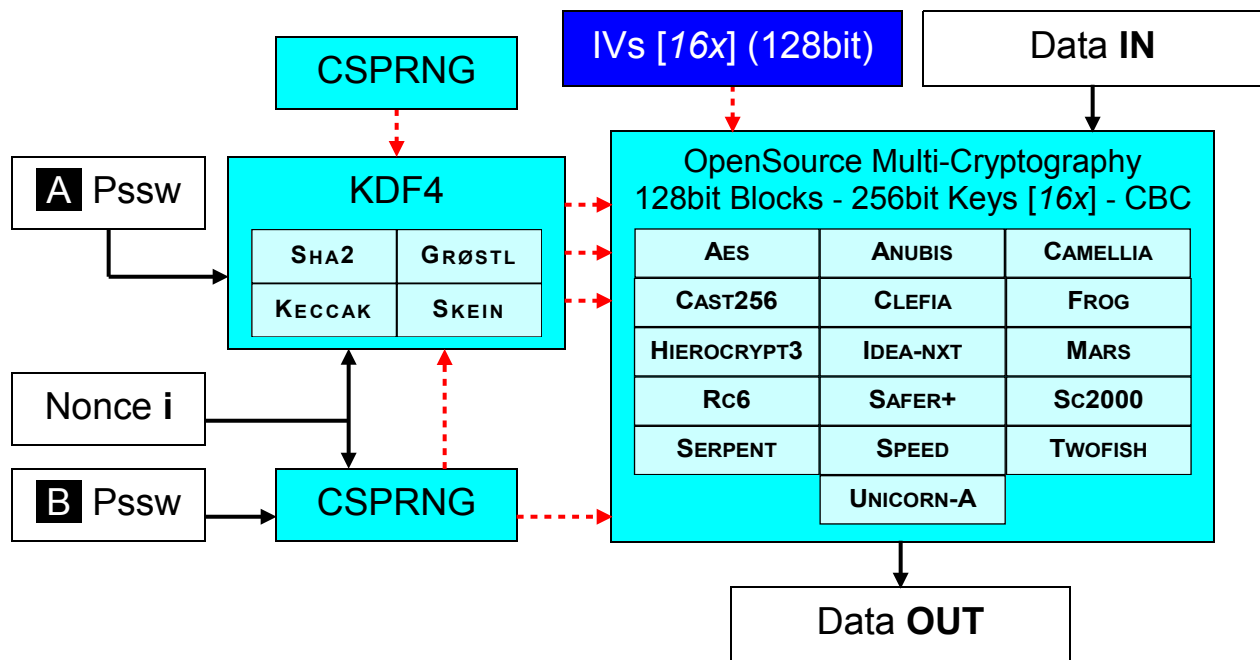 IVs [16x] (128bit)
Data IN
CSPRNG
A Pssw
KDF4
SHA2 GRØSTL
KECCAK SKEIN
OpenSource Multi-Cryptography
128bit Blocks - 256bit Keys [16x] - CBC
AES ANUBIS CAMELLIA
CAST256 CLEFIA FROG
HIEROCRYPT3 IDEA-NXT MARS
RC6 SAFER+ SC2000
SERPENT SPEED TWOFISH
UNICORN-A
Nonce i
B Pssw
CSPRNG
Data OUT